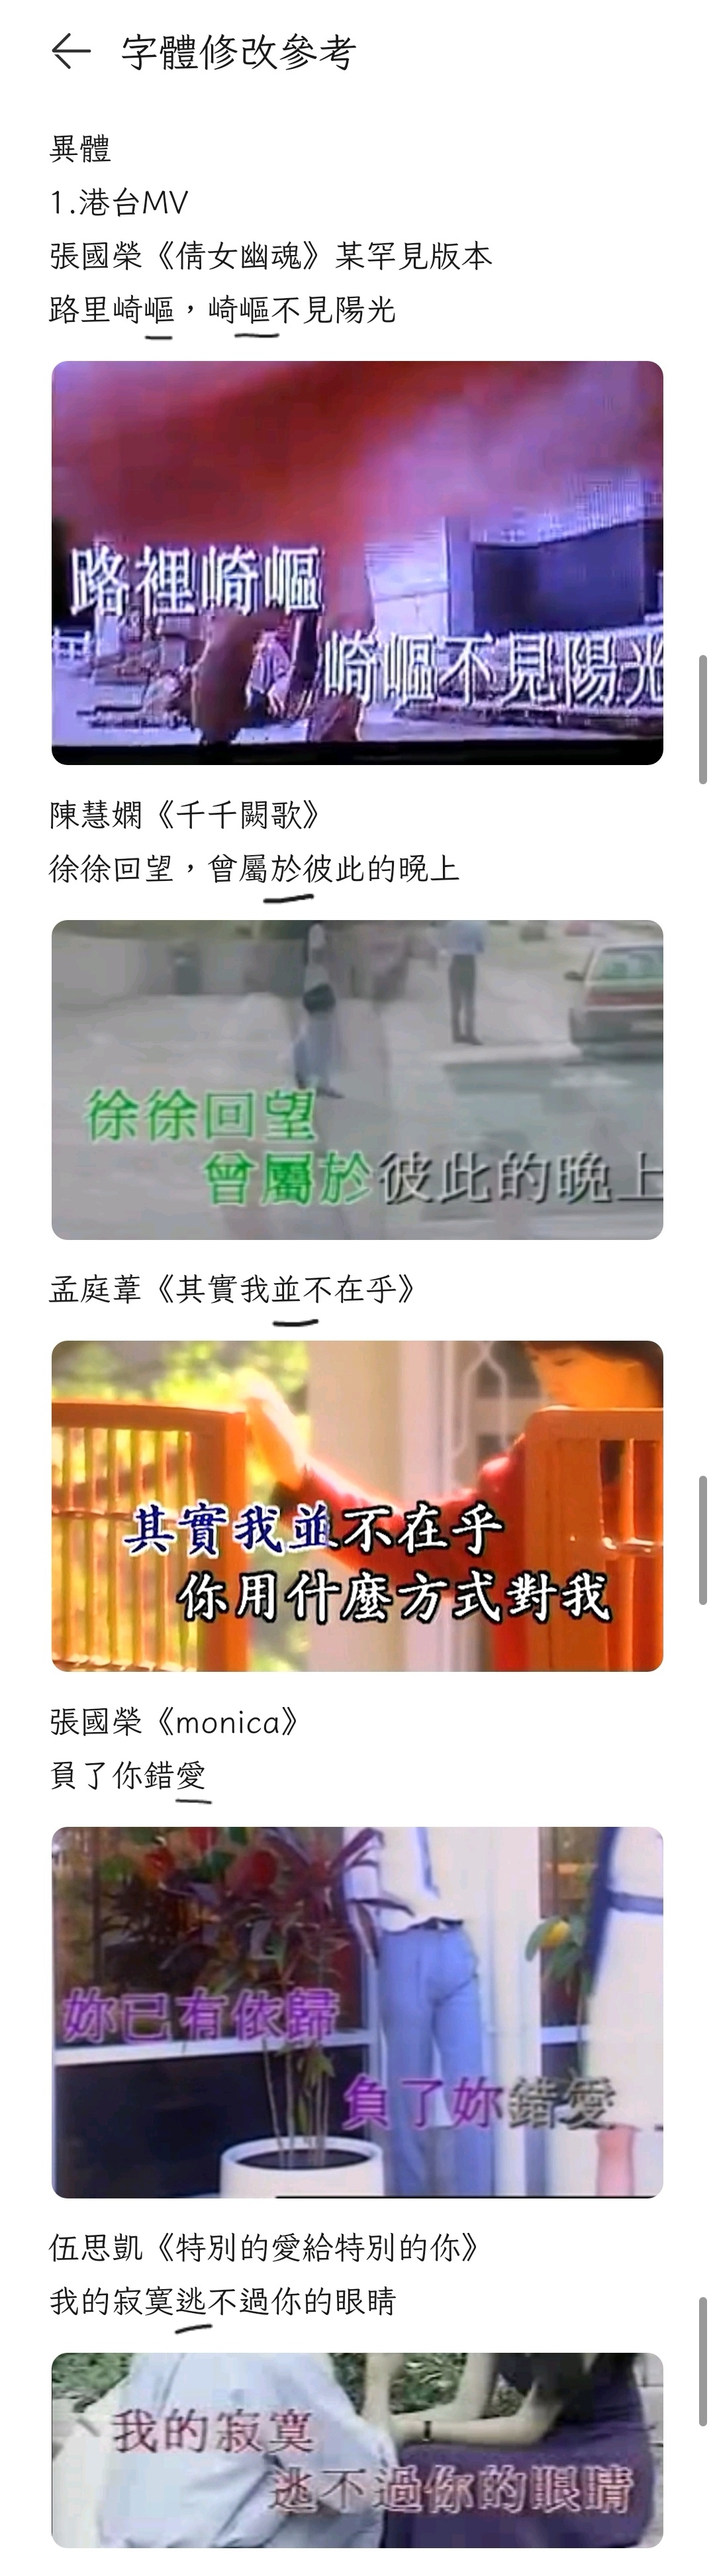 字體修改參考
異體
1.港台MV
張國榮《倩女幽魂》某罕見版本
路里崎嶇，崎嶇不見陽光
路裡崎嶇
崎嶇不見陽光
陳慧嫻《千千闕歌》
徐徐回望，曾屬於彼此的晚上
徐徐回望
曾屬於彼此的晚上
孟庭葦《其實我並不在乎》
其實我並不在乎
你用什麼方式對我
張國榮《monica》
負了你錯愛
妳已有依歸
負了妳錯愛
伍思凱《特別的愛給特別的你》
我的寂寞逃不過你的眼睛
我的寂寞
逃不過你的眼睛